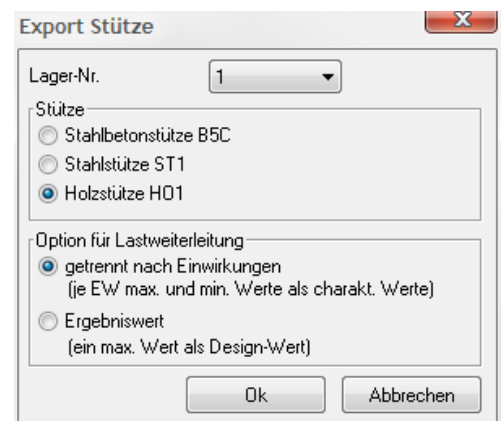 Export Stütze
Lager-Nr. 1
Stütze
Stahlbetonstütze B5C
Stahlstütze ST1
Holzstütze HO1
Option für Lastweiterleitung
getrennt nach Einwirkungen
(je EW max. und min. Werte als charakt. Werte)
Ergebniswert
(ein max. Wert als Design-Wert)
Ok Abbrechen